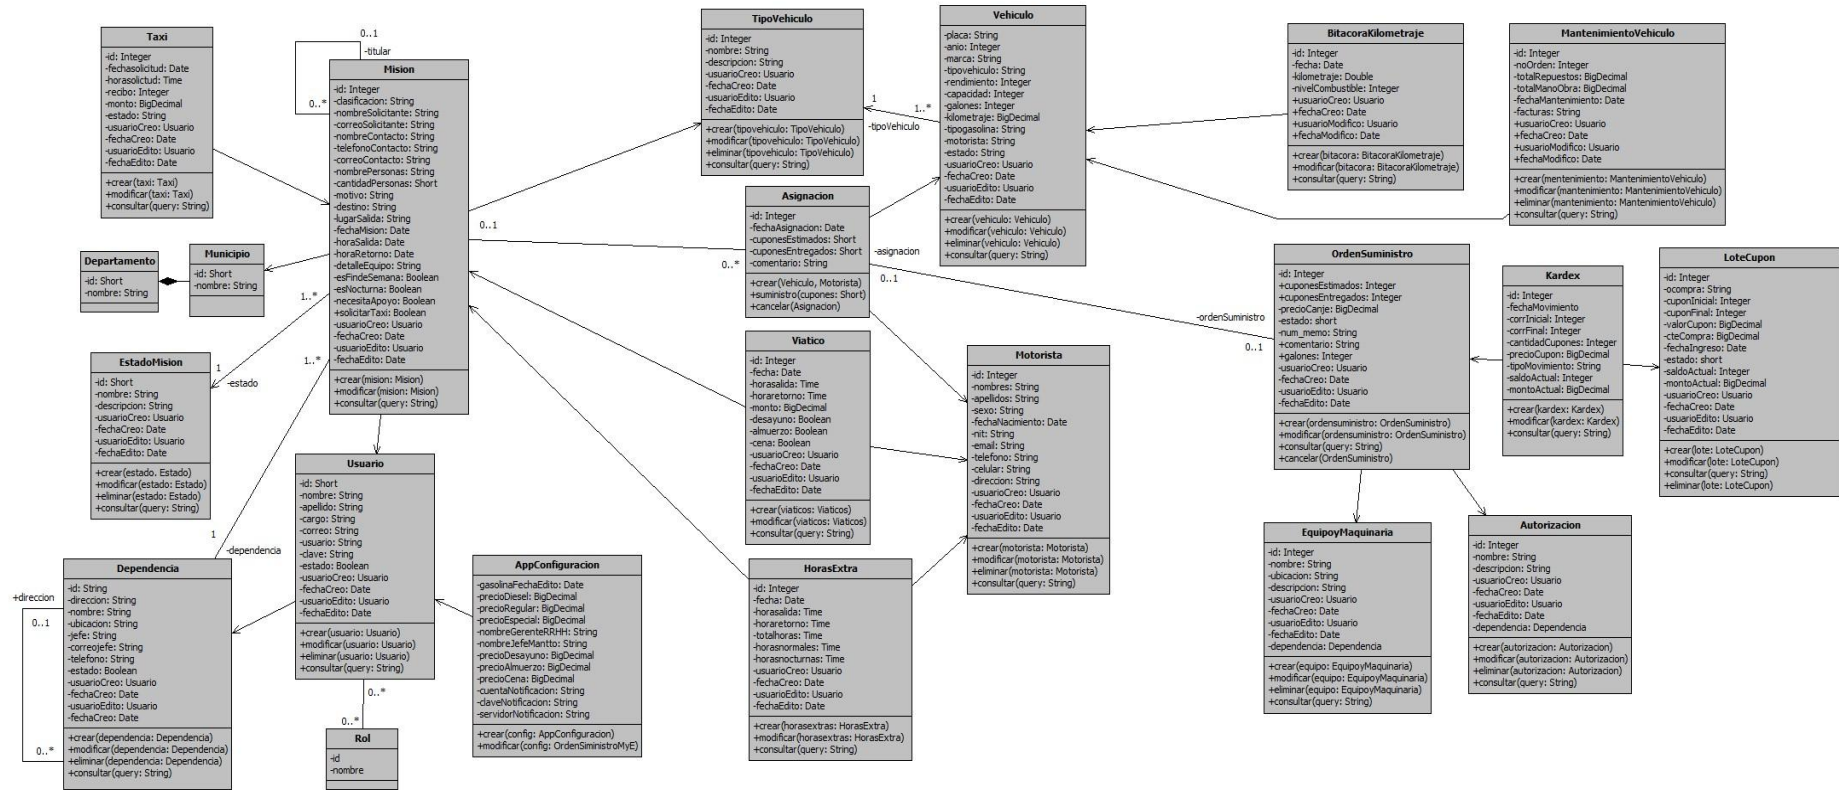 Taxi
-id: Integer
-fechasolicitud: Date
-horasolictud: Time
-recibo: Integer
-monto: BigDecimal
-estado: String
-usuarioCreo: Usuario
-fechaCreo: Date
-usuarioEdito: Usuario
-fechaEdito: Date
+crear(taxi: Taxi)
+modificar(taxi: Taxi)
+consultar(query: String)
0..1
-titular
0..*
Mision
-id: Integer
-clasificacion: String
-nombreSolicitante: String
-correoSolicitante: String
-nombreContacto: String
-telefonoContacto: String
-correoContacto: String
-nombrePersonas: String
-cantidadPersonas: Short
-motivo: String
-destino: String
-lugarSalida: String
-fechaMision: Date
-horaSalida: Date
-horaRetorno: Date
-detalleEquipo: String
-esFindeSemana: Boolean
-esNocturna: Boolean
-necesitaApoyo: Boolean
+solicitarTaxi: Boolean
-usuarioCreo: Usuario
-fechaCreo: Date
-usuarioEdito: Usuario
-fechaEdito: Date
+crear(mision: Mision)
+modificar(mision: Mision)
+consultar(query: String)
TipoVehiculo
-id: Integer
-nombre: String
-descripcion: String
-usuarioCreo: Usuario
-fechaCreo: Date
-usuarioEdito: Usuario
-fechaEdito: Date
+crear(tipovehiculo: TipoVehiculo)
+modificar(tipovehiculo: TipoVehiculo)
+eliminar(tipovehiculo: TipoVehiculo)
+consultar(query: String)
1
1..*
-tipoVehiculo
Vehiculo
-placa: String
-anio: Integer
-marca: String
-tipovehiculo: String
-rendimiento: Integer
-capacidad: Integer
-galones: Integer
-kilometraje: BigDecimal
-tipogasolina: String
-motorista: String
-estado: String
-usuarioCreo: Usuario
-fechaCreo: Date
-usuarioEdito: Usuario
-fechaEdito: Date
+crear(vehiculo: Vehiculo)
+modificar(vehiculo: Vehiculo)
+eliminar(vehiculo: Vehiculo)
+consultar(query: String)
BitacoraKilometraje
-id: Integer
-fecha: Date
-kilometraje: Double
-nivelCombustible: Integer
+usuarioCreo: Usuario
+fechaCreo: Date
+usuarioModifico: Usuario
+fechaModifico: Date
+crear(bitacora: BitacoraKilometraje)
+modificar(bitacora: BitacoraKilometraje)
+consultar(query: String)
MantenimientoVehiculo
-id: Integer
-noOrden: Integer
-totalRepuestos: BigDecimal
-totalManoObra: BigDecimal
-fechaMantenimiento: Date
-facturas: String
+usuarioCreo: Usuario
+fechaCreo: Date
+usuarioModifico: Usuario
+fechaModifico: Date
+crear(mentenimiento: MantenimientoVehiculo)
+modificar(mantenimiento: MantenimientoVehiculo)
+eliminar(mantenimiento: MantenimientoVehiculo)
+consultar(query: String)
Asignacion
-id: Integer
-fechaAsignacion: Date
-cuponesEstimados: Short
-cuponesEntregados: Short
-comentario: String
+crear(Vehiculo, Motorista)
+suministro(cupones: Short)
+cancelar(Asignacion)
0..1
0..*
-asignacion
0..1
-ordenSuministro
0..1
Departamento
-id: Short
-nombre: String
Municipio
-id: Short
-nombre: String
1..*
1
-estado
EstadoMision
-id: Short
-nombre: String
-descripcion: String
-usuarioCreo: Usuario
-fechaCreo: Date
-usuarioEdito: Usuario
-fechaEdito: Date
+crear(estado. Estado)
+modificar(estado: Estado)
+eliminar(estado: Estado)
+consultar(query: String)
1..*
1
-dependencia
Viatico
-id: Integer
-fecha: Date
-horasalida: Time
-horaretorno: Time
-monto: BigDecimal
-desayuno: Boolean
-almuerzo: Boolean
-cena: Boolean
-usuarioCreo: Usuario
-fechaCreo: Date
-usuarioEdito: Usuario
-fechaEdito: Date
+crear(viaticos: Viaticos)
+modificar(viaticos: Viaticos)
+consultar(query: String)
Motorista
-id: Integer
-nombres: String
-apellidos: String
-sexo: String
-fechaNacimiento: Date
-nit: String
-email: String
-telefono: String
-celular: String
-direccion: String
-usuarioCreo: Usuario
-fechaCreo: Date
-usuarioEdito: Usuario
-fechaEdito: Date
+crear(motorista: Motorista)
+modificar(motorista: Motorista)
+eliminar(motorista: Motorista)
+consultar(query: String)
OrdenSuministro
-id: Integer
+cuponesEstimados: Integer
+cuponesEntregados: Integer
-precioCanje: BigDecimal
-estado: short
-num_memo: String
+comentario: String
+galones: Integer
-usuarioCreo: Usuario
-fechaCreo: Date
-usuarioEdito: Usuario
-fechaEdito: Date
+crear(ordensuministro: OrdenSuministro)
+modificar(ordensuministro: OrdenSuministro)
+consultar(query: String)
+cancelar(OrdenSuministro)
Kardex
-id: Integer
-fechaMovimiento
-corrInicial: Integer
-corrFinal: Integer
-cantidadCupones: Integer
-precioCupon: BigDecimal
-tipoMovimiento: String
-saldoActual: Integer
-montoActual: BigDecimal
+crear(kardex: Kardex)
+modificar(kardex: Kardex)
+consultar(query: String)
LoteCupon
-id: Integer
-ocompra: String
-cuponInicial: Integer
-cuponFinal: Integer
-valorCupon: BigDecimal
-cteCompra: BigDecimal
-fechaIngreso: Date
-estado: short
-saldoActual: Integer
-montoActual: BigDecimal
-usuarioCreo: Usuario
-fechaCreo: Date
-usuarioEdito: Usuario
-fechaEdito: Date
+crear(lote: LoteCupon)
+modificar(lote: LoteCupon)
+consultar(query: String)
+eliminar(lote: LoteCupon)
Usuario
-id: Short
-nombre: String
-apellido: String
-cargo: String
-correo: String
-usuario: String
-clave: String
-estado: Boolean
-usuarioCreo: Usuario
-fechaCreo: Date
-usuarioEdito: Usuario
-fechaEdito: Date
+crear(usuario: Usuario)
+modificar(usuario: Usuario)
+eliminar(usuario: Usuario)
+consultar(query: String)
0..*
0..*
Rol
-id
-nombre
+direccion
0..1
0..*
Dependencia
-id: String
-direccion: String
-nombre: String
-ubicacion: String
-jefe: String
-correojefe: String
-telefono: String
-estado: Boolean
-usuarioCreo: Usuario
-fechaCreo: Date
-usuarioEdito: Usuario
-fechaCreo: Date
+crear(dependencia: Dependencia)
+modificar(dependencia: Dependencia)
+eliminar(dependencia: Dependencia)
+consultar(query: String)
AppConfiguracion
-gasolinaFechaEdito: Date
-precioDiesel: BigDecimal
-precioRegular: BigDecimal
-precioEspecial: BigDecimal
-nombreGerenteRRHH: String
-nombreJefeMantto: String
-precioDesayuno: BigDecimal
-precioAlmuerzo: BigDecimal
-precioCena: BigDecimal
-cuentaNotificacion: String
-claveNotificacion: String
-servidorNotificacion: String
+crear(config: AppConfiguracion)
+modificar(config: OrdenSiministroMyE)
HorasExtra
-id: Integer
-fecha: Date
-horasalida: Time
-horaretorno: Time
-totalhoras: Time
-horasnormales: Time
-horasnocturnas: Time
-usuarioCreo: Usuario
-fechaCreo: Date
-usuarioEdito: Usuario
-fechaEdito: Date
+crear(horasextras: HorasExtra)
+modificar(horasextras: HorasExtra)
+consultar(query: String)
EquipoyMaquinaria
-id: Integer
-nombre: String
-ubicacion: String
-descripcion: String
-usuarioCreo: Usuario
-fechaCreo: Date
-usuarioEdito: Usuario
-fechaEdito: Date
-dependencia: Dependencia
+crear(equipo: EquipoyMaquinaria)
+modificar(equipo: EquipoyMaquinaria)
+eliminar(equipo: EquipoyMaquinaria)
+consultar(query: String)
Autorizacion
-id: Integer
-nombre: String
-descripcion: String
-usuarioCreo: Usuario
-fechaCreo: Date
-usuarioEdito: Usuario
-fechaEdito: Date
-dependencia: Dependencia
+crear(autorizacion: Autorizacion)
+modificar(autorizacion: Autorizacion)
+eliminar(autorizacion: Autorizacion)
+consultar(query: String)